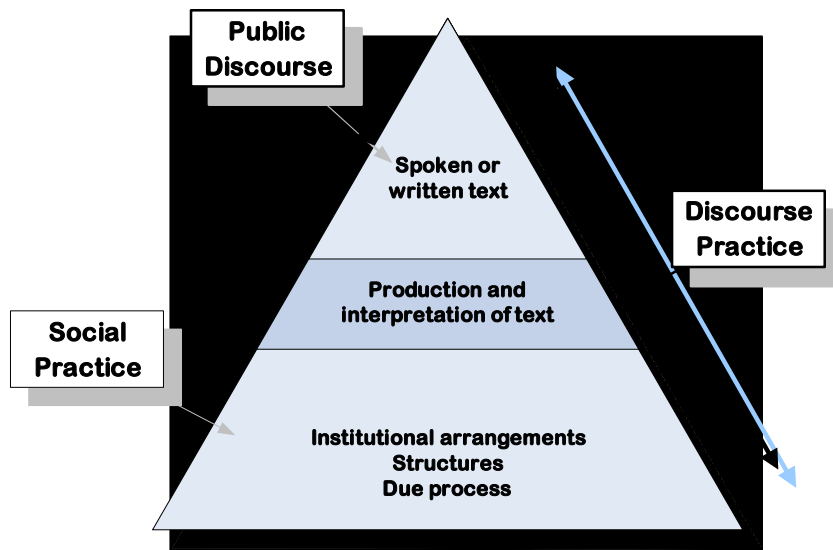 Public
Discourse
Spoken or
written text
Discourse
Practice
Production and
interpretation of text
Social
Practice
Institutional arrangements
Structures
Due process